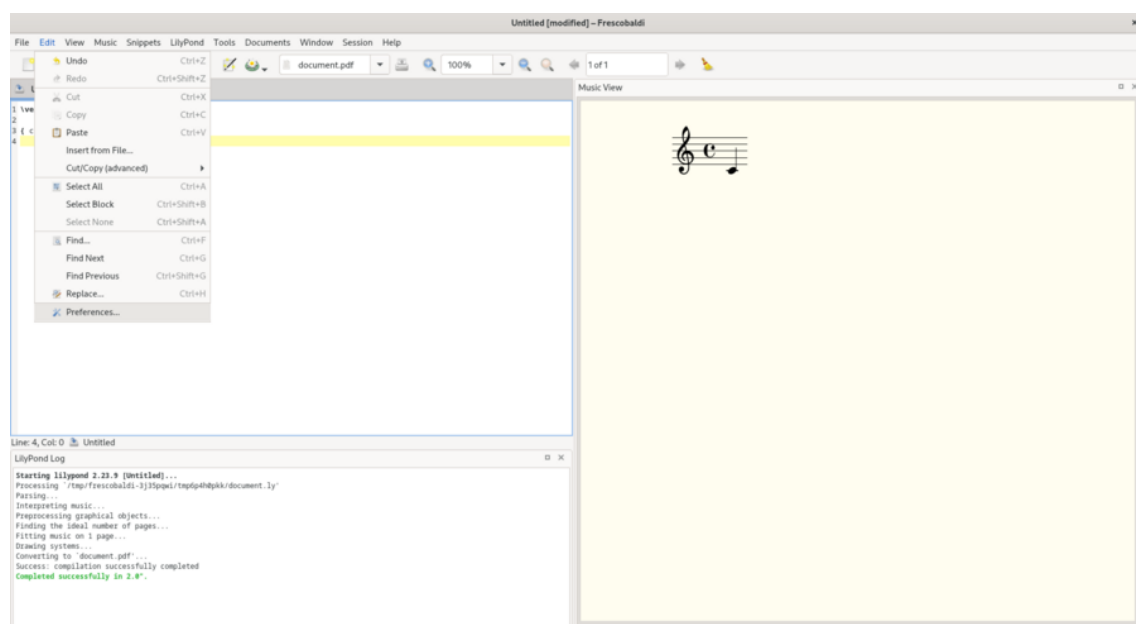 Untitled [modified] – Frescobaldi
File Edit View Music Snippets LilyPond Tools Documents Window Session Help
document.pdf 100% 1 of 1
Undo Ctrl+Z
Redo Ctrl+Shift+Z
Cut Ctrl+X
Copy Ctrl+C
Paste Ctrl+V
Insert from File...
Cut/Copy (advanced)
Select All Ctrl+A
Select Block Ctrl+Shift+B
Select None Ctrl+Shift+A
Find... Ctrl+F
Find Next Ctrl+G
Find Previous Ctrl+Shift+G
Replace... Ctrl+H
Preferences...
1 \ve
2
3 { c
4
Line: 4, Col: 0 Untitled
LilyPond Log
Starting lilypond 2.23.9 [Untitled]...
Processing `/tmp/frescobaldi-3j35pqwi/tmp6p4h0pkk/document.ly'
Parsing...
Interpreting music...
Preprocessing graphical objects...
Finding the ideal number of pages...
Fitting music on 1 page...
Drawing systems...
Converting to `document.pdf'...
Success: compilation successfully completed
Completed successfully in 2.0".
Music View